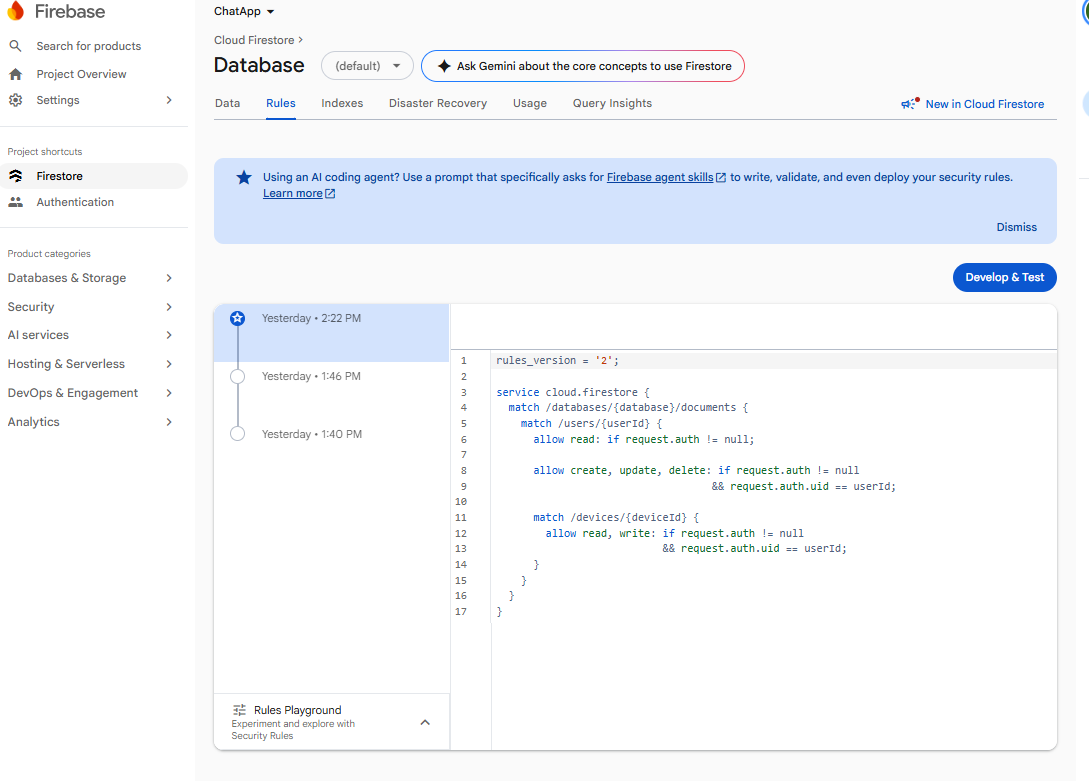 Firebase
Search for products
Project Overview
Settings
Project shortcuts
Firestore
Authentication
Product categories
Databases & Storage
Security
AI services
Hosting & Serverless
DevOps & Engagement
Analytics
ChatApp
Cloud Firestore
Database
(default)
Ask Gemini about the core concepts to use Firestore
Data Rules Indexes Disaster Recovery Usage Query Insights
New in Cloud Firestore
Using an AI coding agent? Use a prompt that specifically asks for Firebase agent skills to write, validate, and even deploy your security rules.
Learn more
Dismiss
Develop & Test
Yesterday • 2:22 PM
Yesterday • 1:46 PM
Yesterday • 1:40 PM
Rules Playground
Experiment and explore with
Security Rules
1 rules_version = '2';
2
3 service cloud.firestore {
4   match /databases/{database}/documents {
5     match /users/{userId} {
6       allow read: if request.auth != null;
7
8       allow create, update, delete: if request.auth != null
9                                    && request.auth.uid == userId;
10
11       match /devices/{deviceId} {
12         allow read, write: if request.auth != null
13                            && request.auth.uid == userId;
14       }
15     }
16   }
17 }